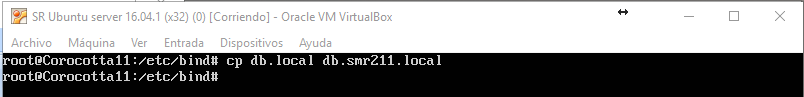 SR Ubuntu server 16.04.1 (x32) (0) [Corriendo] - Oracle VM VirtualBox
Archivo Máquina Ver Entrada Dispositivos Ayuda
root@Corocotta11:/etc/bind# cp db.local db.smr211.local
root@Corocotta11:/etc/bind#